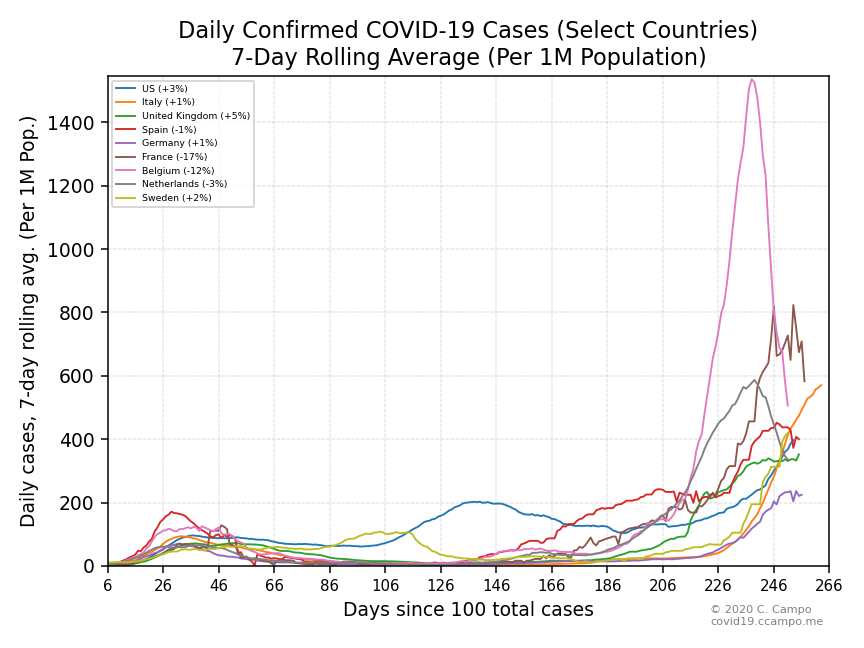 Daily Confirmed COVID-19 Cases (Select Countries)
7-Day Rolling Average (Per 1M Population)
Daily cases, 7-day rolling avg. (Per 1M Pop.)
1400
1200
1000
800
600
400
200
0
US (+3%)
Italy (+1%)
United Kingdom (+5%)
Spain (-1%)
Germany (+1%)
France (-17%)
Belgium (-12%)
Netherlands (-3%)
Sweden (+2%)
6 26 46 66 86 106 126 146 166 186 206 226 246 266
Days since 100 total cases
© 2020 C. Campo
covid19.ccampo.me